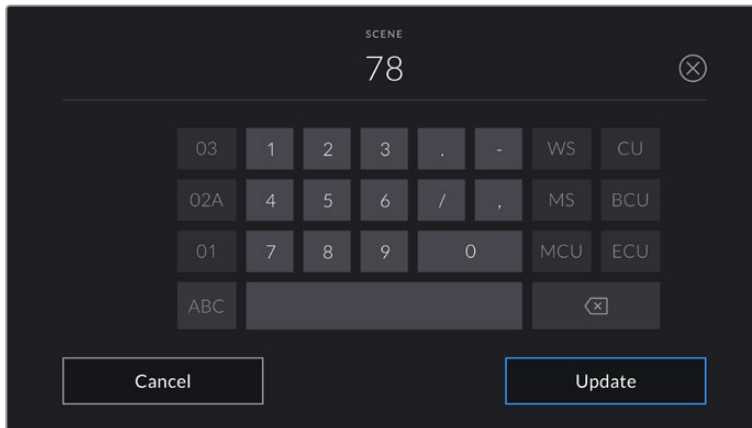 SCENE
78
03 1 2 3 . - WS CU
02A 4 5 6 / , MS BCU
01 7 8 9 0 MCU ECU
ABC
Cancel Update